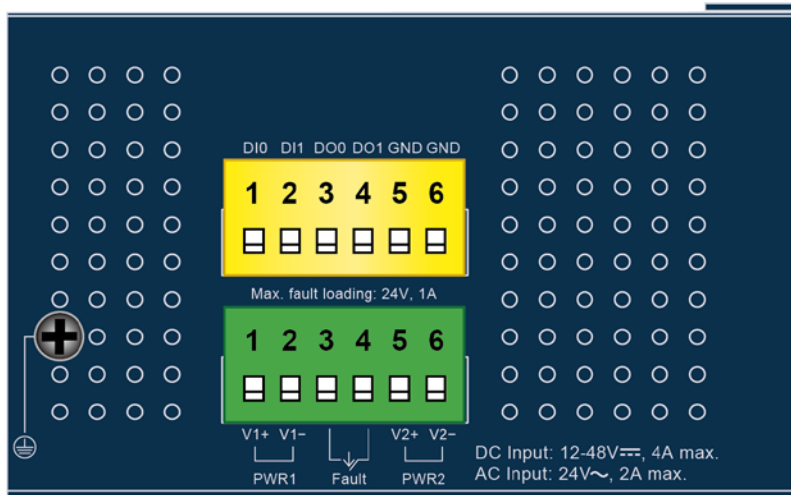 DI0 DI1 DO0 DO1 GND GND
1 2 3 4 5 6
Max. fault loading: 24V, 1A
1 2 3 4 5 6
V1+ V1− V2+ V2−
PWR1 Fault PWR2
DC Input: 12-48V⎓, 4A max.
AC Input: 24V~, 2A max.